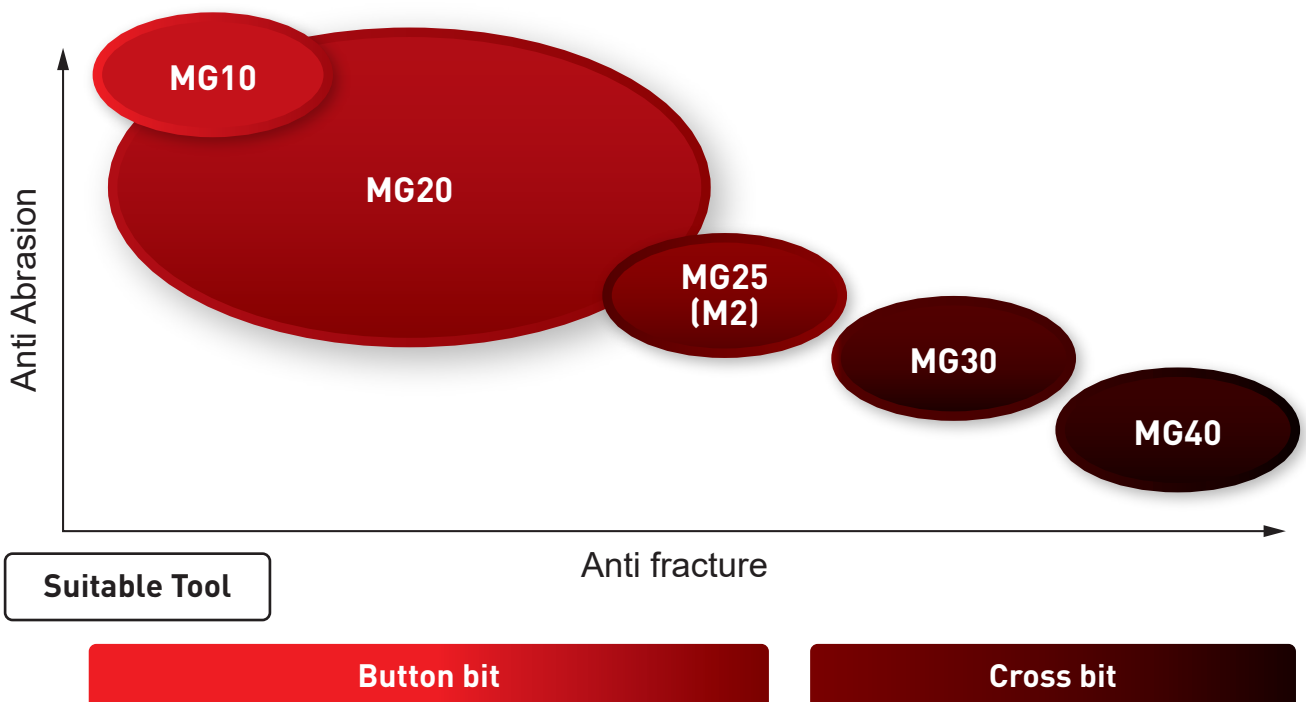 MG10
MG20
MG25
(M2)
MG30
MG40
Anti Abrasion
Anti fracture
Suitable Tool
Button bit
Cross bit